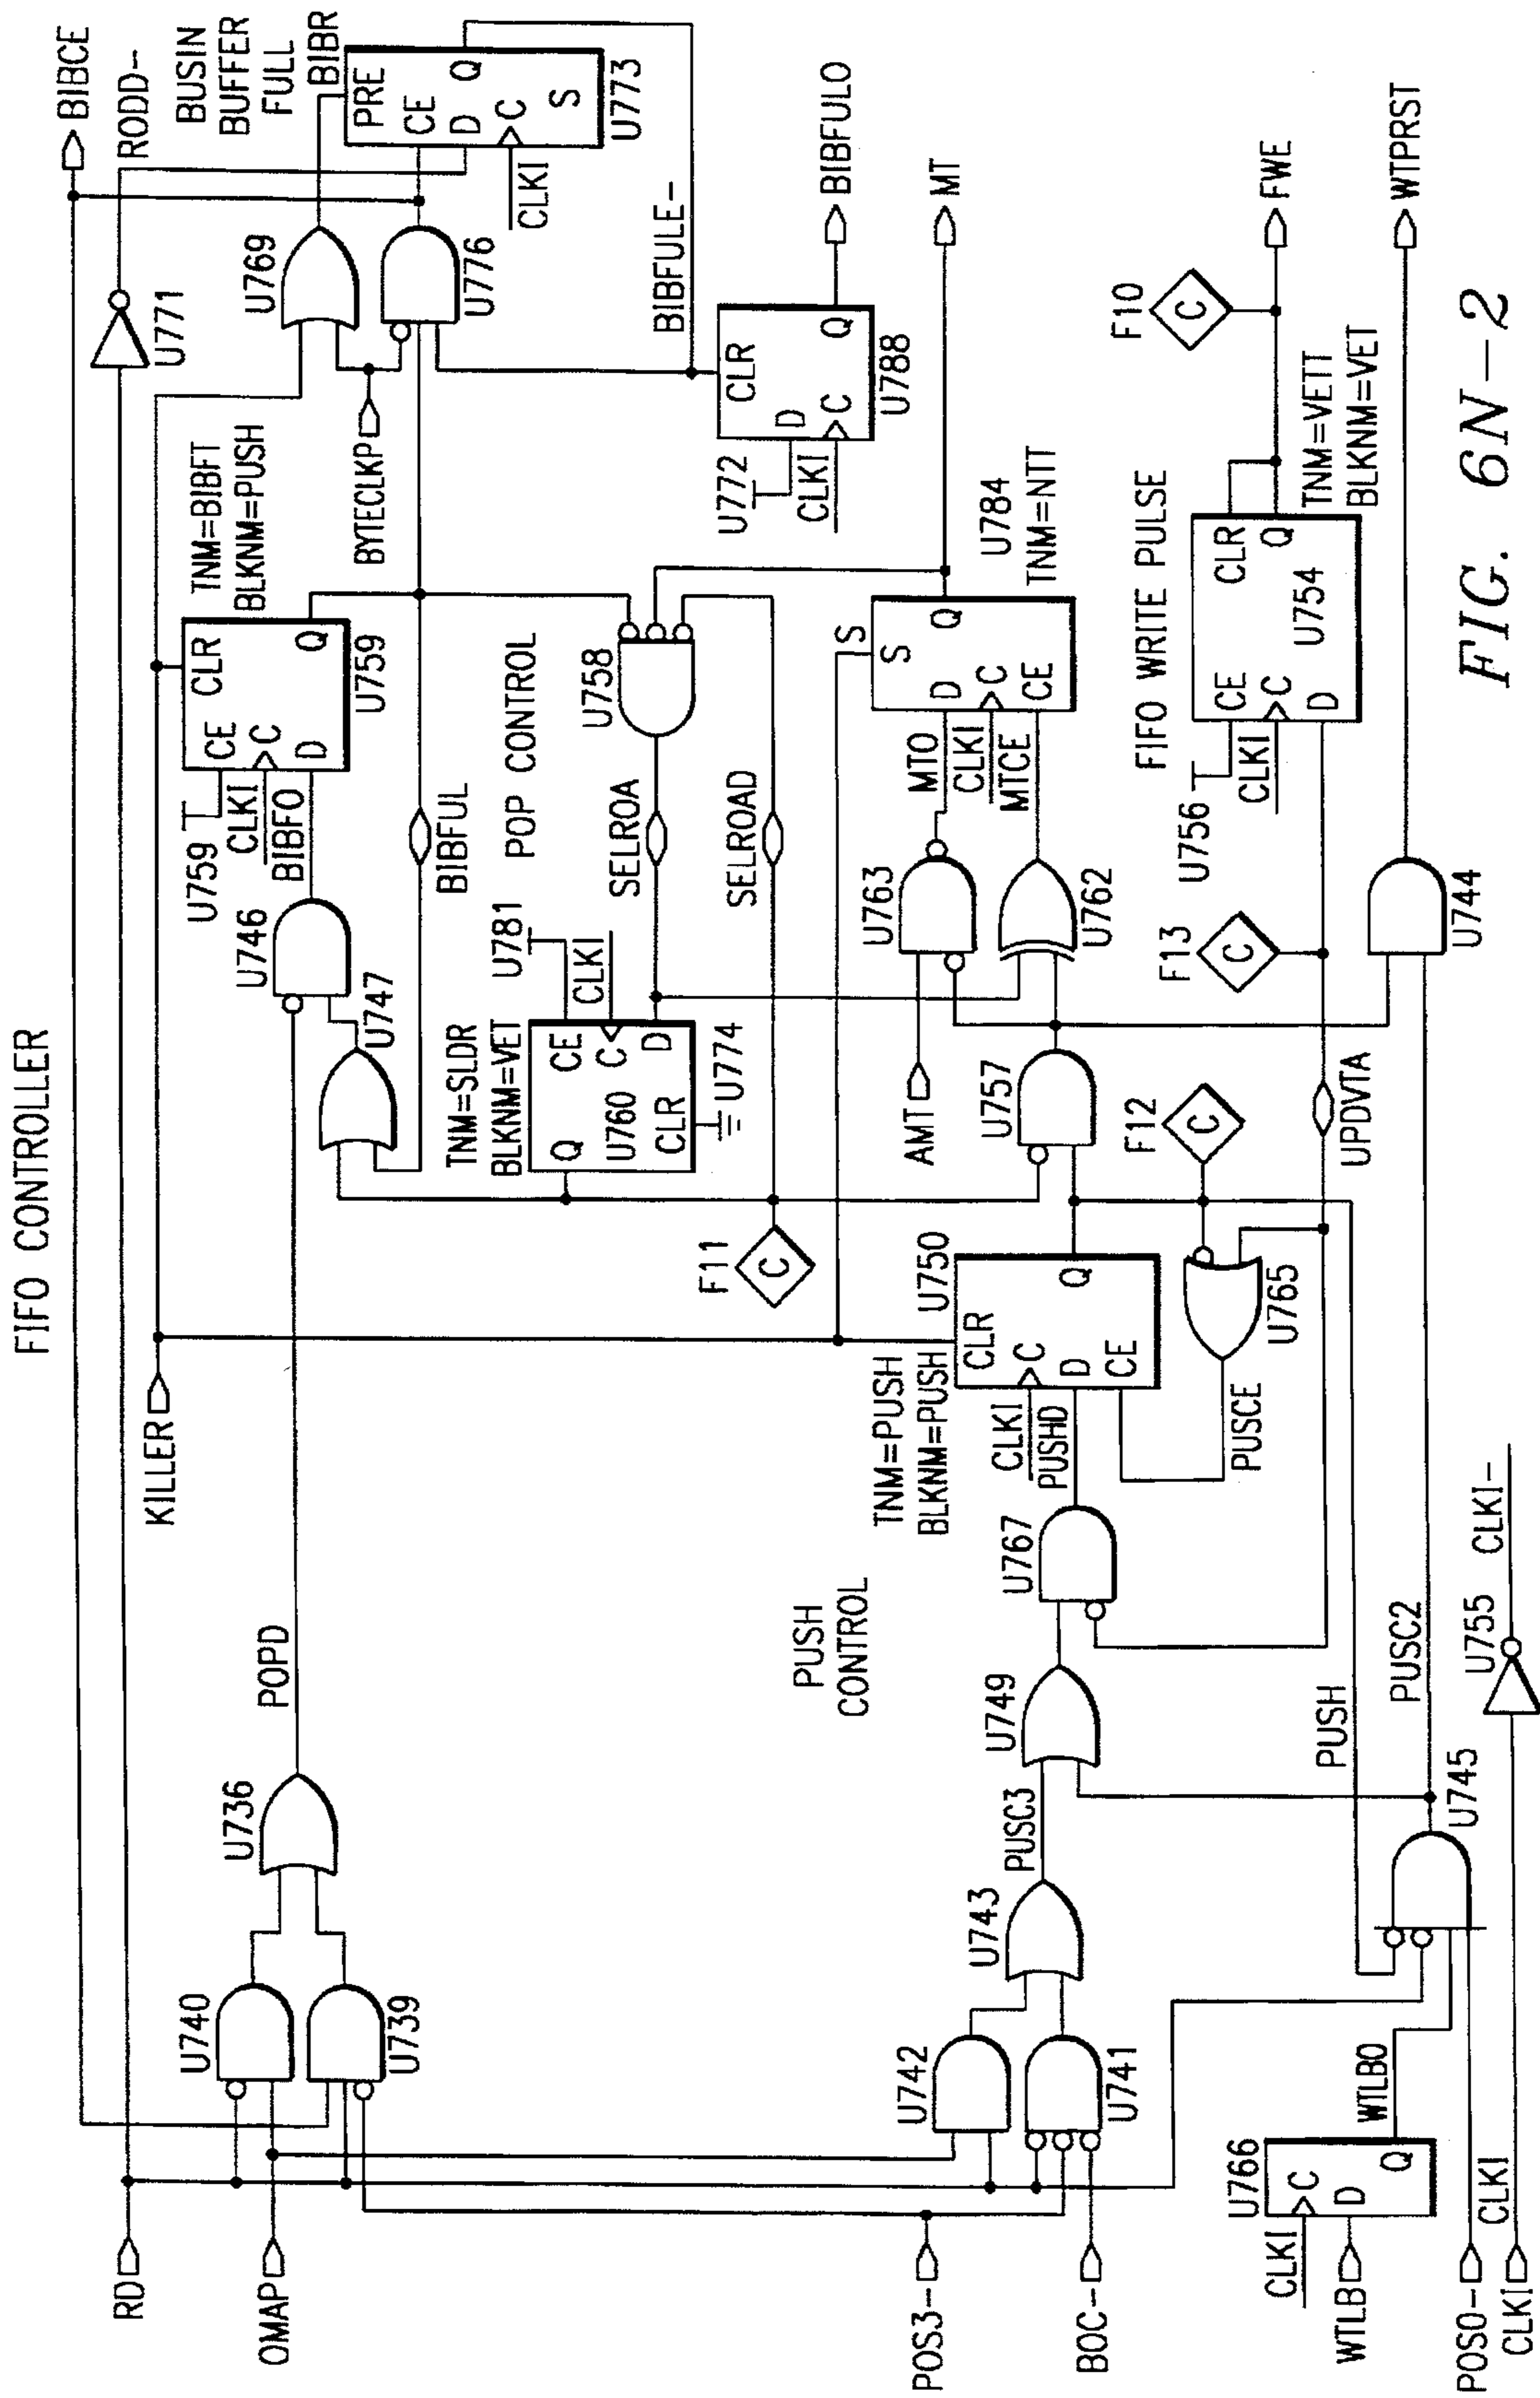 FIFO CONTROLLER
RD
OMAP
KILLER
U740
U739
U736
POPD
U747
U746
BIBFO
CLKI
U759
CE
C
D
CLR
Q
U759
TNM=BIBFT
BLKNM=PUSH
BIBFUL
U771
RODD-
BIBCE
BUSIN
BUFFER
FULL
BIBR
U769
U776
BYTECLKP
PRE
CE
D
C
S
Q
U773
CLKI
BIBFULE-
U772
CLKI
CLR
D
C
Q
U788
BIBFULO
POP CONTROL
TNM=SLDR
BLKNM=VET
U781
CLKI
CE
C
D
Q
U760
CLR
U774
SELROA
SELROAD
U758
F11
C
MT
S
S
D
C
CE
Q
U784
TNM=NTT
MTO
CLKI
MTCE
U763
U762
AMT
U757
PUSH
CONTROL
POS3-
BOC-
U742
U741
U743
PUSC3
U749
U767
TNM=PUSH
BLKNM=PUSH
CLKI
PUSHD
CLR
C
D
CE
Q
U750
PUSCE
U765
F12
C
UPDVTA
F13
C
FIFO WRITE PULSE
U756
CLKI
CE
C
D
CLR
Q
U754
TNM=VETT
BLKNM=VET
F10
C
FWE
U744
WTPRST
PUSH
PUSC2
U745
CLKI
WTLB
U766
C
D
Q
WTLBO
POSO-
CLKI
CLKI
U755
CLKI-
FIG. 6N-2